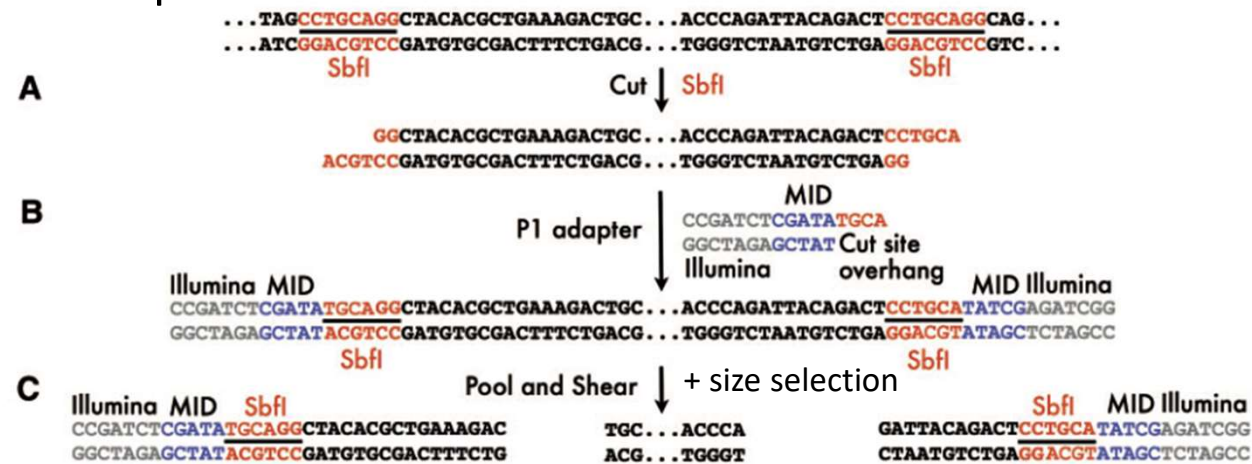 ...TAGCCTGCAGGCTACACGCTGAAAGACTGC...ACCCAGATTACAGACTCCTGCAGGCAG...
...ATCGGACGTCCGATGTGCGACTTTCTGACG...TGGGTCTAATGTCTGAGGACGTCCGTC...
SbfI SbfI
A
Cut SbfI
GGCTACACGCTGAAAGACTGC...ACCCAGATTACAGACTCCTGCA
ACGTCCGATGTGCGACTTTCTGACG...TGGGTCTAATGTCTGAGG
B
MID
P1 adapter
CCGATCTCGATATGCA
GGCTAGAGCTAT Cut site
Illumina overhang
Illumina MID MID Illumina
CCGATCTCGATATGCAGGCTACACGCTGAAAGACTGC...ACCCAGATTACAGACTCCTGCATATCGAGATCGG
GGCTAGAGCTATACGTCCGATGTGCGACTTTCTGACG...TGGGTCTAATGTCTGAGGACGTATAGCTCTAGCC
SbfI SbfI
C
Pool and Shear + size selection
Illumina MID SbfI SbfI MID Illumina
CCGATCTCGATATGCAGGCTACACGCTGAAAGAC TGC...ACCCA GATTACAGACTCCTGCATATCGAGATCGG
GGCTAGAGCTATACGTCCGATGTGCGACTTTCTG ACG...TGGGT CTAATGTCTGAGGACGTATAGCTCTAGCC